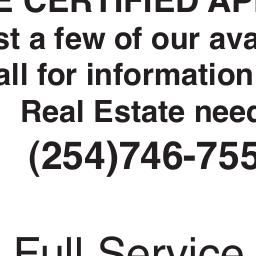 E CERTIFIED AP
st a few of our ava
all for information
Real Estate need
(254)746-755
Full Service